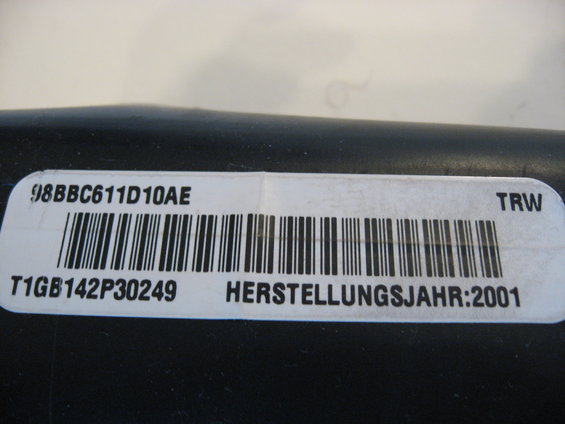 98BBC611D10AE TRW
T1GB142P30249 HERSTELLUNGSJAHR:2001